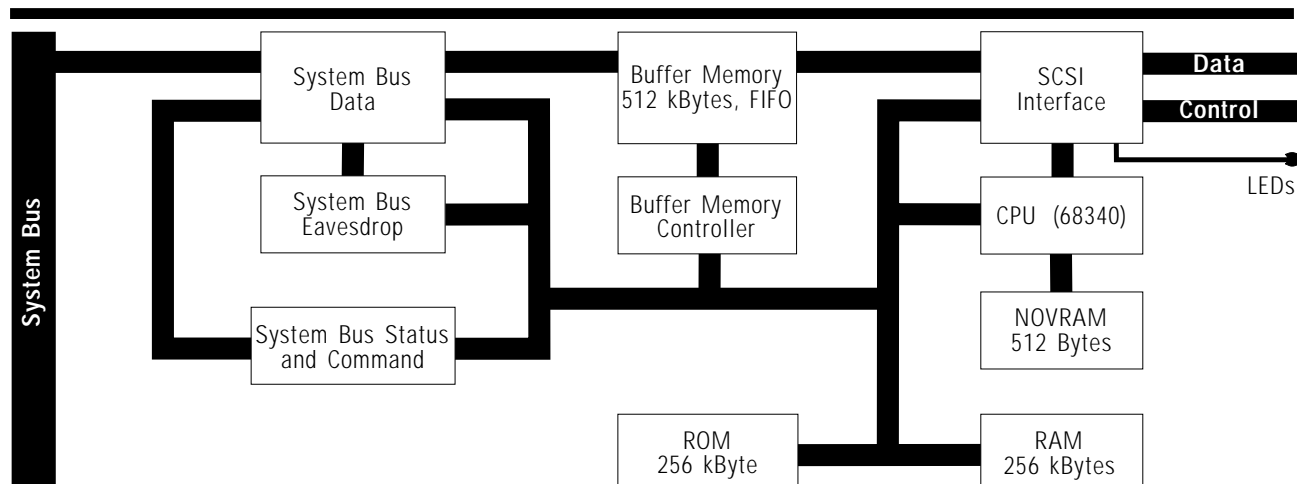 System Bus
System Bus
Data
Buffer Memory
512 kBytes, FIFO
SCSI
Interface
Data
Control
LEDs
System Bus
Eavesdrop
Buffer Memory
Controller
CPU (68340)
System Bus Status
and Command
NOVRAM
512 Bytes
ROM
256 kByte
RAM
256 kBytes